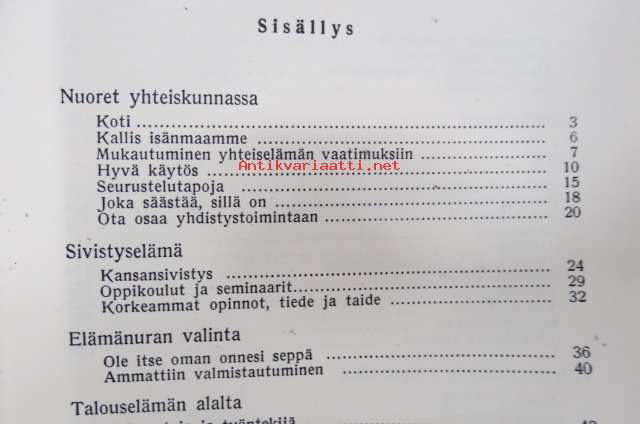 Sisällys
Nuoret yhteiskunnassa
Koti 3
Kallis isänmaamme 6
Mukautuminen yhteiselämän vaatimuksiin 7
Hyvä käytös 10
Antikvariaatti.net
Seurustelutapoja 15
Joka säästää, sillä on 18
Ota osaa yhdistystoimintaan 20
Sivistyselämä
Kansansivistys 24
Oppikoulut ja seminaarit 29
Korkeammat opinnot, tiede ja taide 32
Elämänuran valinta
Ole itse oman onnesi seppä 36
Ammattiin valmistautuminen 40
Talouselämän alalta
ja työntekijä